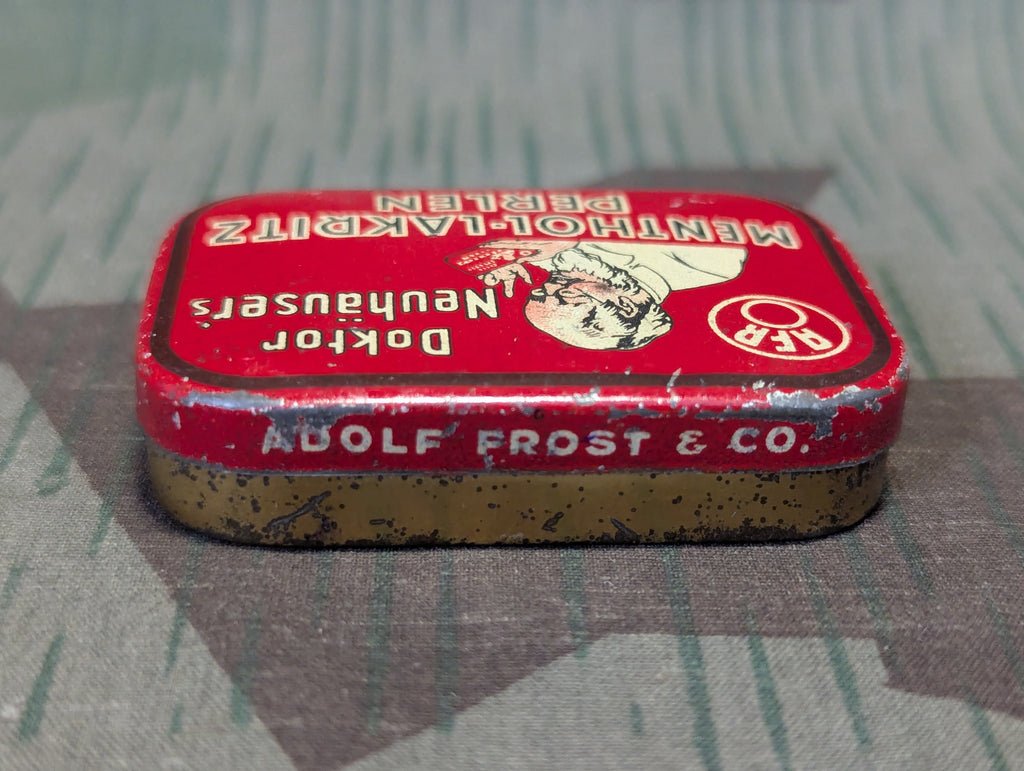 AFR
Doktor
Neuhäuser's
MENTHOL-LAKRITZ
PERLEN
ADOLF FROST & CO.